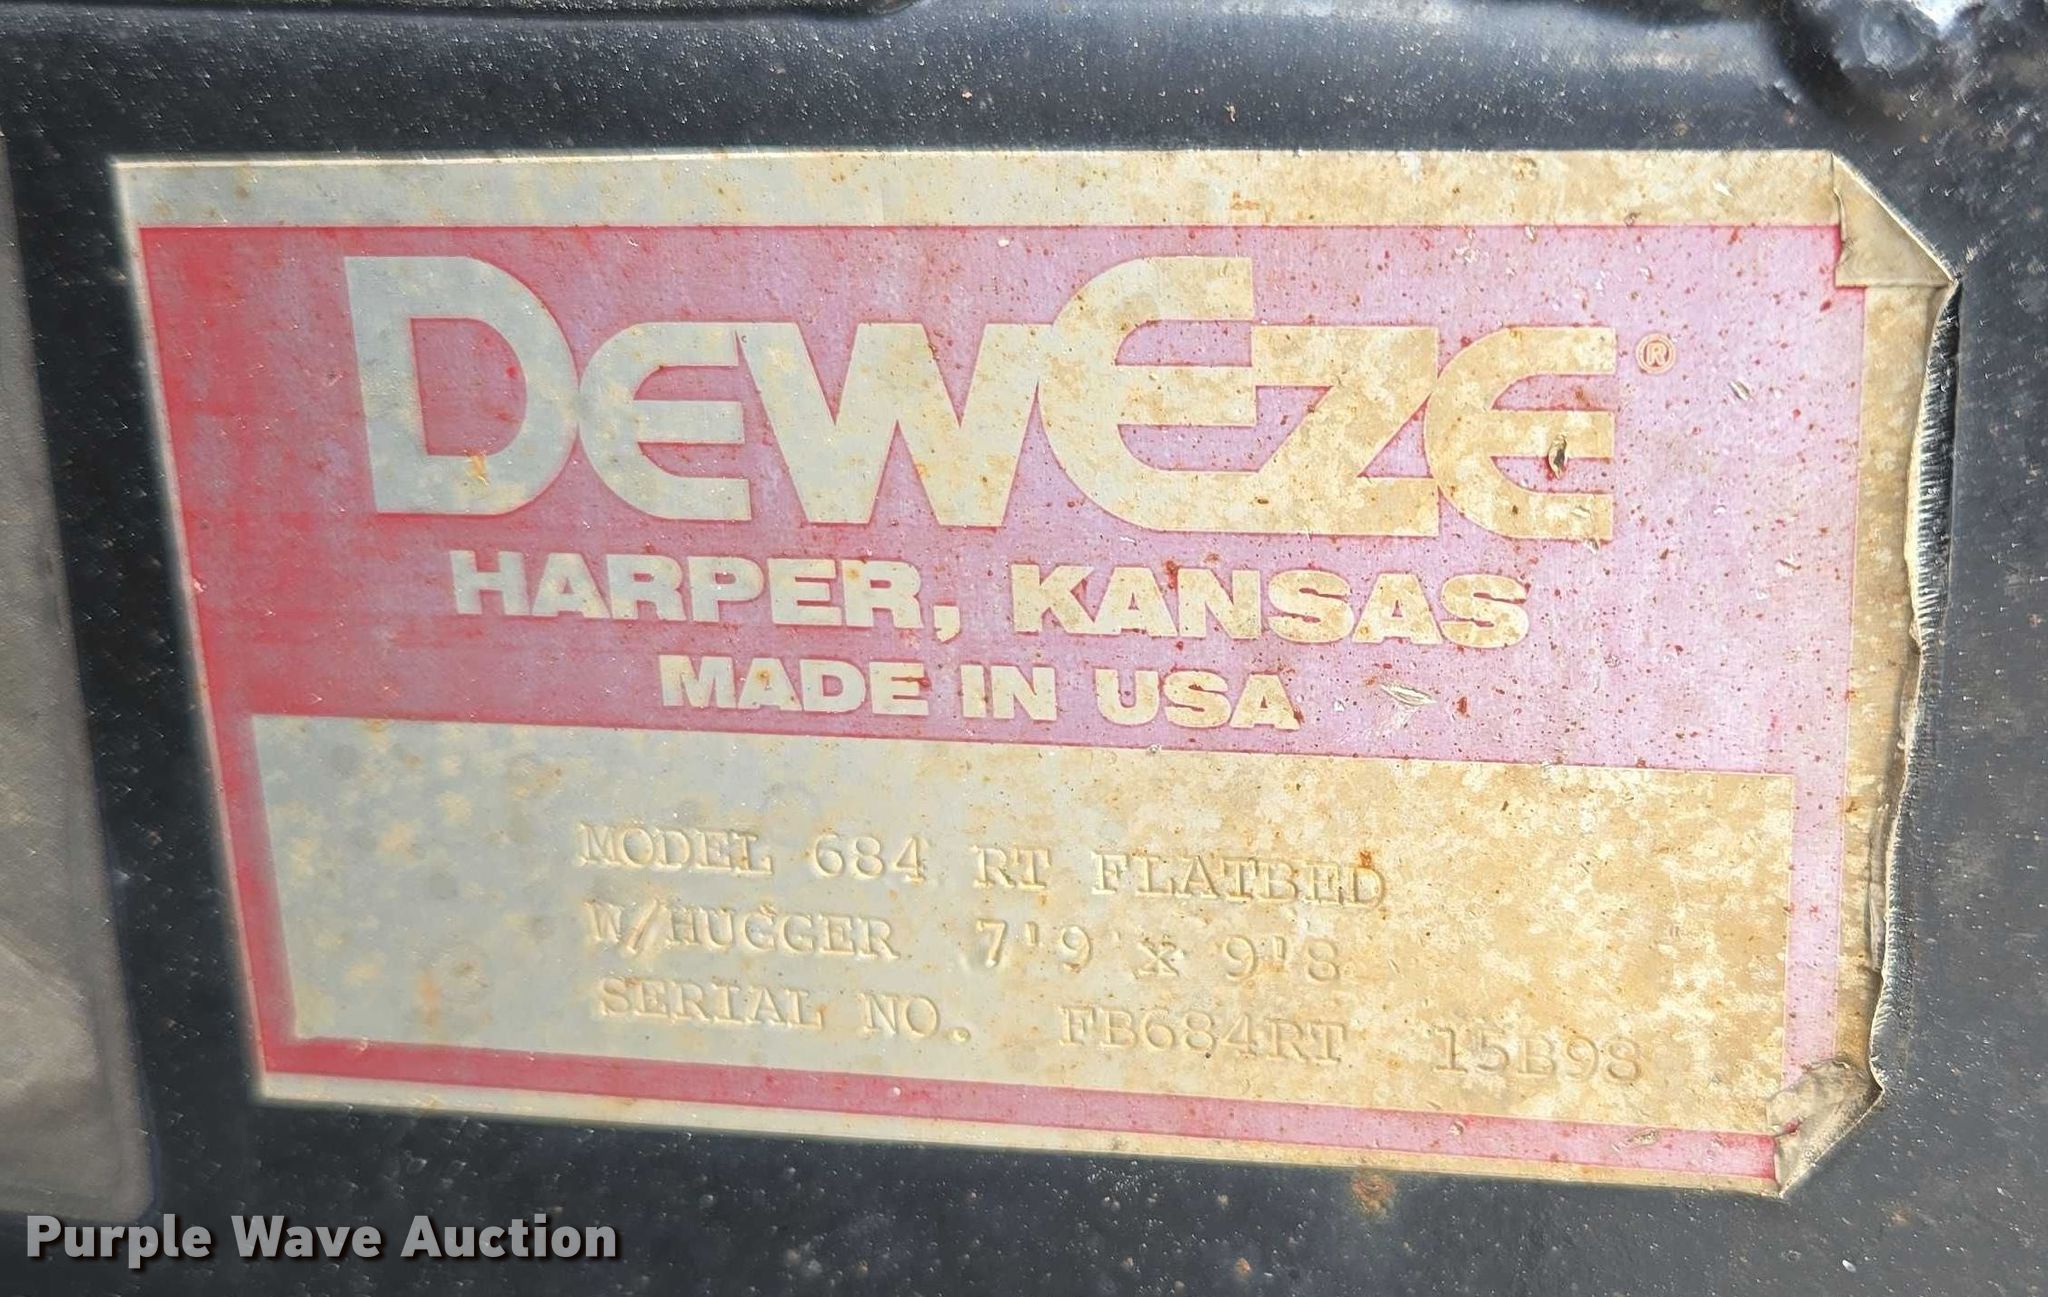 DEWEZE®
HARPER, KANSAS
MADE IN USA
MODEL 684 RT FLATBED
W/HUGGER 7'9 x 9'8
SERIAL NO. FB684RT 15B98
Purple Wave Auction